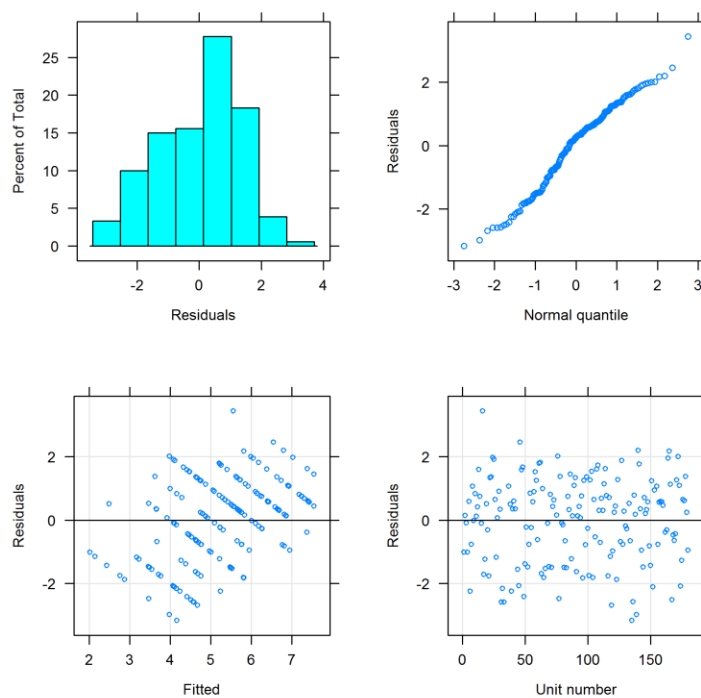 Percent of Total
25
20
15
10
5
0
-2 0 2 4
Residuals
Residuals
2
0
-2
-3 -2 -1 0 1 2 3
Normal quantile
Residuals
2
0
-2
2 3 4 5 6 7
Fitted
Residuals
2
0
-2
0 50 100 150
Unit number